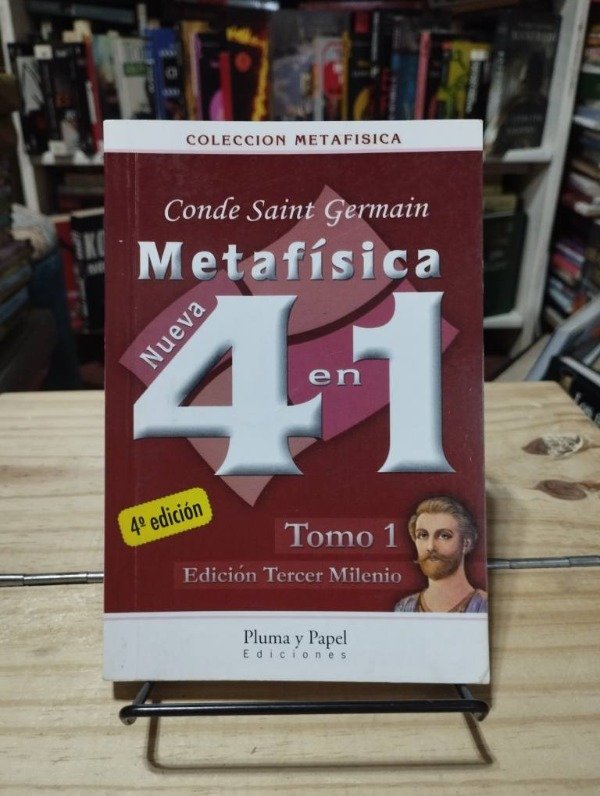 COLECCION METAFISICA
Conde Saint Germain
Metafísica
Nueva
4 en 1
4º edición
Tomo 1
Edición Tercer Milenio
Pluma y Papel
Ediciones